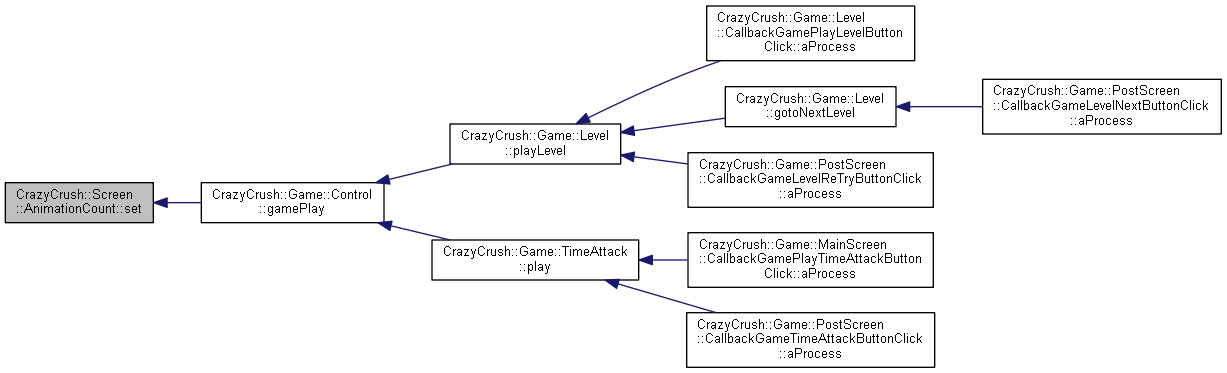 CrazyCrush::Game::Level
::CallbackGamePlayLevelButton
Click::aProcess
CrazyCrush::Game::Level
::gotoNextLevel
CrazyCrush::Game::PostScreen
::CallbackGameLevelNextButtonClick
::aProcess
CrazyCrush::Game::Level
::playLevel
CrazyCrush::Game::PostScreen
::CallbackGameLevelReTryButtonClick
::aProcess
CrazyCrush::Screen
::AnimationCount::set
CrazyCrush::Game::Control
::gamePlay
CrazyCrush::Game::TimeAttack
::play
CrazyCrush::Game::MainScreen
::CallbackGamePlayTimeAttackButton
Click::aProcess
CrazyCrush::Game::PostScreen
::CallbackGameTimeAttackButtonClick
::aProcess